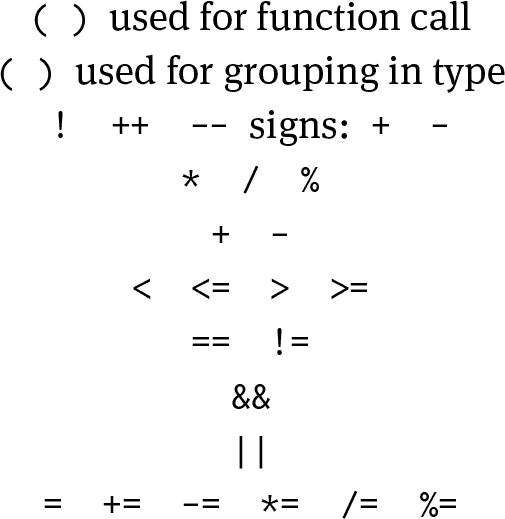 ( ) used for function call
( ) used for grouping in type
! ++ -- signs: + -
* / %
+ -
< <= > >=
== !=
&&
||
= += -= *= /= %=